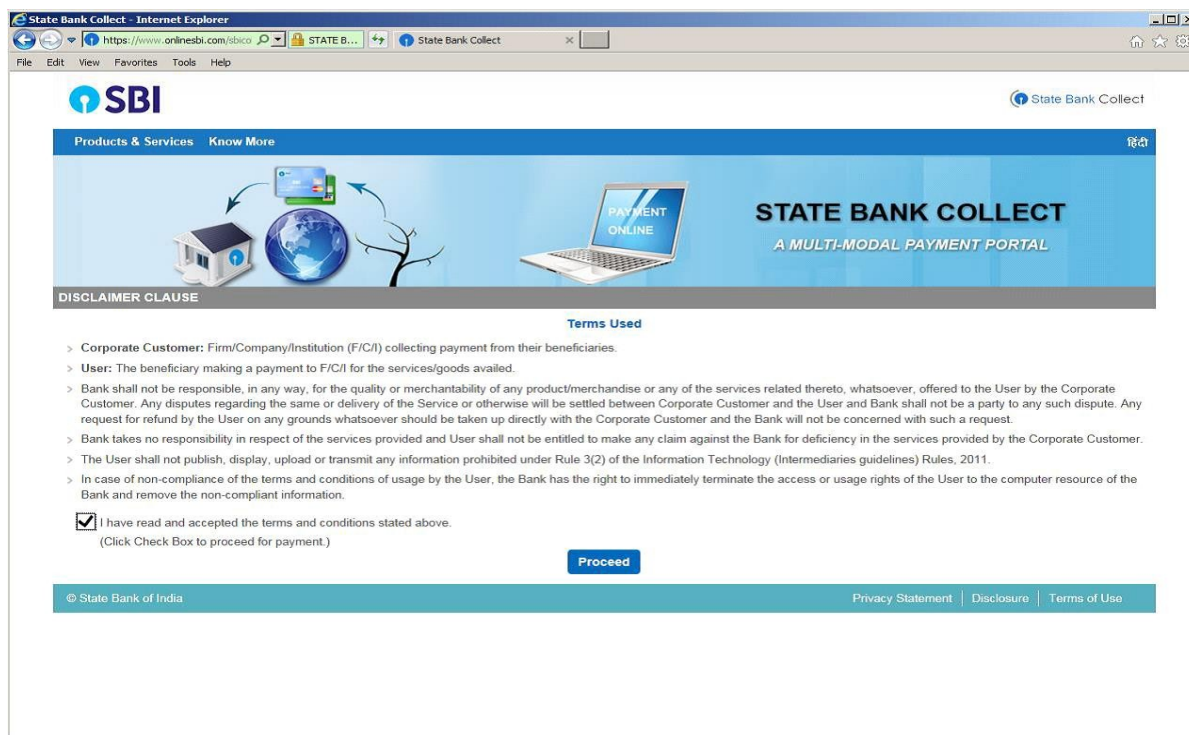 State Bank Collect - Internet Explorer
https://www.onlinesbi.com/sbico
STATE B...
State Bank Collect
File Edit View Favorites Tools Help
SBI
State Bank Collect
Products & Services Know More
हिंदी
PAYMENT
ONLINE
STATE BANK COLLECT
A MULTI-MODAL PAYMENT PORTAL
DISCLAIMER CLAUSE
Terms Used
> Corporate Customer: Firm/Company/Institution (F/C/I) collecting payment from their beneficiaries.
> User: The beneficiary making a payment to F/C/I for the services/goods availed.
> Bank shall not be responsible, in any way, for the quality or merchantability of any product/merchandise or any of the services related thereto, whatsoever, offered to the User by the Corporate
Customer. Any disputes regarding the same or delivery of the Service or otherwise will be settled between Corporate Customer and the User and Bank shall not be a party to any such dispute. Any
request for refund by the User on any grounds whatsoever should be taken up directly with the Corporate Customer and the Bank will not be concerned with such a request.
> Bank takes no responsibility in respect of the services provided and User shall not be entitled to make any claim against the Bank for deficiency in the services provided by the Corporate Customer.
> The User shall not publish, display, upload or transmit any information prohibited under Rule 3(2) of the Information Technology (Intermediaries guidelines) Rules, 2011.
> In case of non-compliance of the terms and conditions of usage by the User, the Bank has the right to immediately terminate the access or usage rights of the User to the computer resource of the
Bank and remove the non-compliant information.
I have read and accepted the terms and conditions stated above.
(Click Check Box to proceed for payment.)
Proceed
© State Bank of India
Privacy Statement | Disclosure | Terms of Use